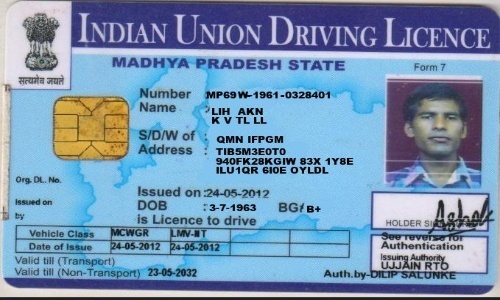 INDIAN UNION DRIVING LICENCE
सत्यमेव जयते
MADHYA PRADESH STATE
Form 7
Number MP69W-1961-0328401
Name LIH AKN
K V TL LL
S/D/W of : QMN IFPGM
Address : TIB5M3E0T0
940FK28KGIW 83X 1Y8E
ILU1QR 6I0E OYLDL
Org. DL. No.
Issued on
by
Issued on:24-05-2012
DOB :3-7-1963 BG/ B+
is Licence to drive
HOLDER
Vehicle Class MCWGR LMV-NT
Date of Issue 24-05-2012 24-05-2012
Valid till (Transport)
Valid till (Non-Transport) 23-05-2032
See reverse for
Authentication
Issuing Authority
UJJAIN RTO
Auth.by-DILIP SALUNKE